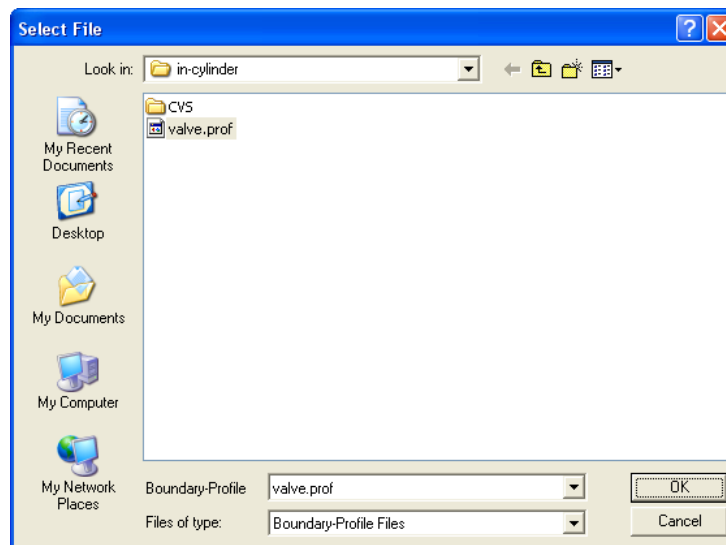 Select File
Look in: in-cylinder
CVS
valve.prof
My Recent
Documents
Desktop
My Documents
My Computer
My Network
Places
Boundary-Profile valve.prof OK
Files of type: Boundary-Profile Files Cancel